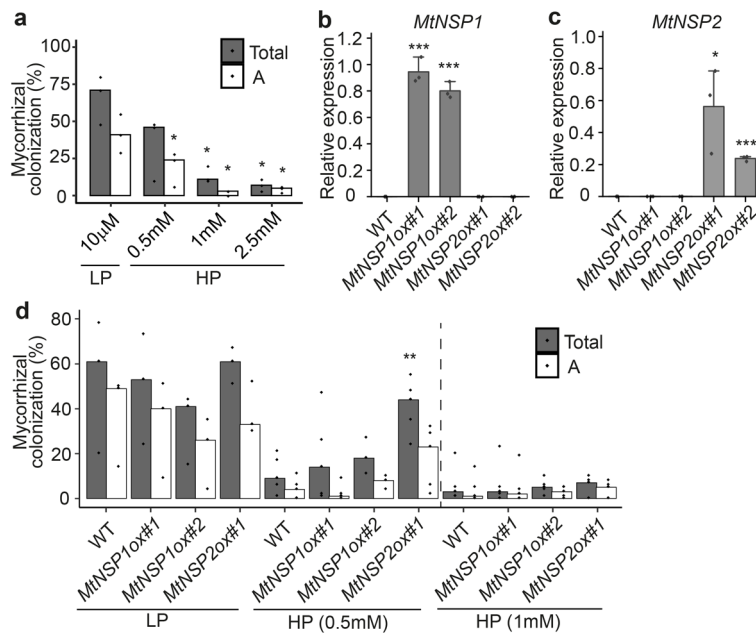 a
Mycorrhizal
colonization (%)
75
50
25
0
Total
A
*
*
*
*
*
10µM
0.5mM
1mM
2.5mM
LP
HP
b
MtNSP1
Relative expression
1.2
1.0
0.8
0.6
0.4
0.2
0
***
***
WT
MtNSP1ox#1
MtNSP1ox#2
MtNSP2ox#1
MtNSP2ox#2
c
MtNSP2
Relative expression
1.0
0.8
0.6
0.4
0.2
0
*
***
WT
MtNSP1ox#1
MtNSP1ox#2
MtNSP2ox#1
MtNSP2ox#2
d
Mycorrhizal
colonization (%)
80
60
40
20
0
Total
A
**
WT
MtNSP1ox#1
MtNSP1ox#2
MtNSP2ox#1
WT
MtNSP1ox#1
MtNSP1ox#2
MtNSP2ox#1
WT
MtNSP1ox#1
MtNSP1ox#2
MtNSP2ox#1
LP
HP (0.5mM)
HP (1mM)